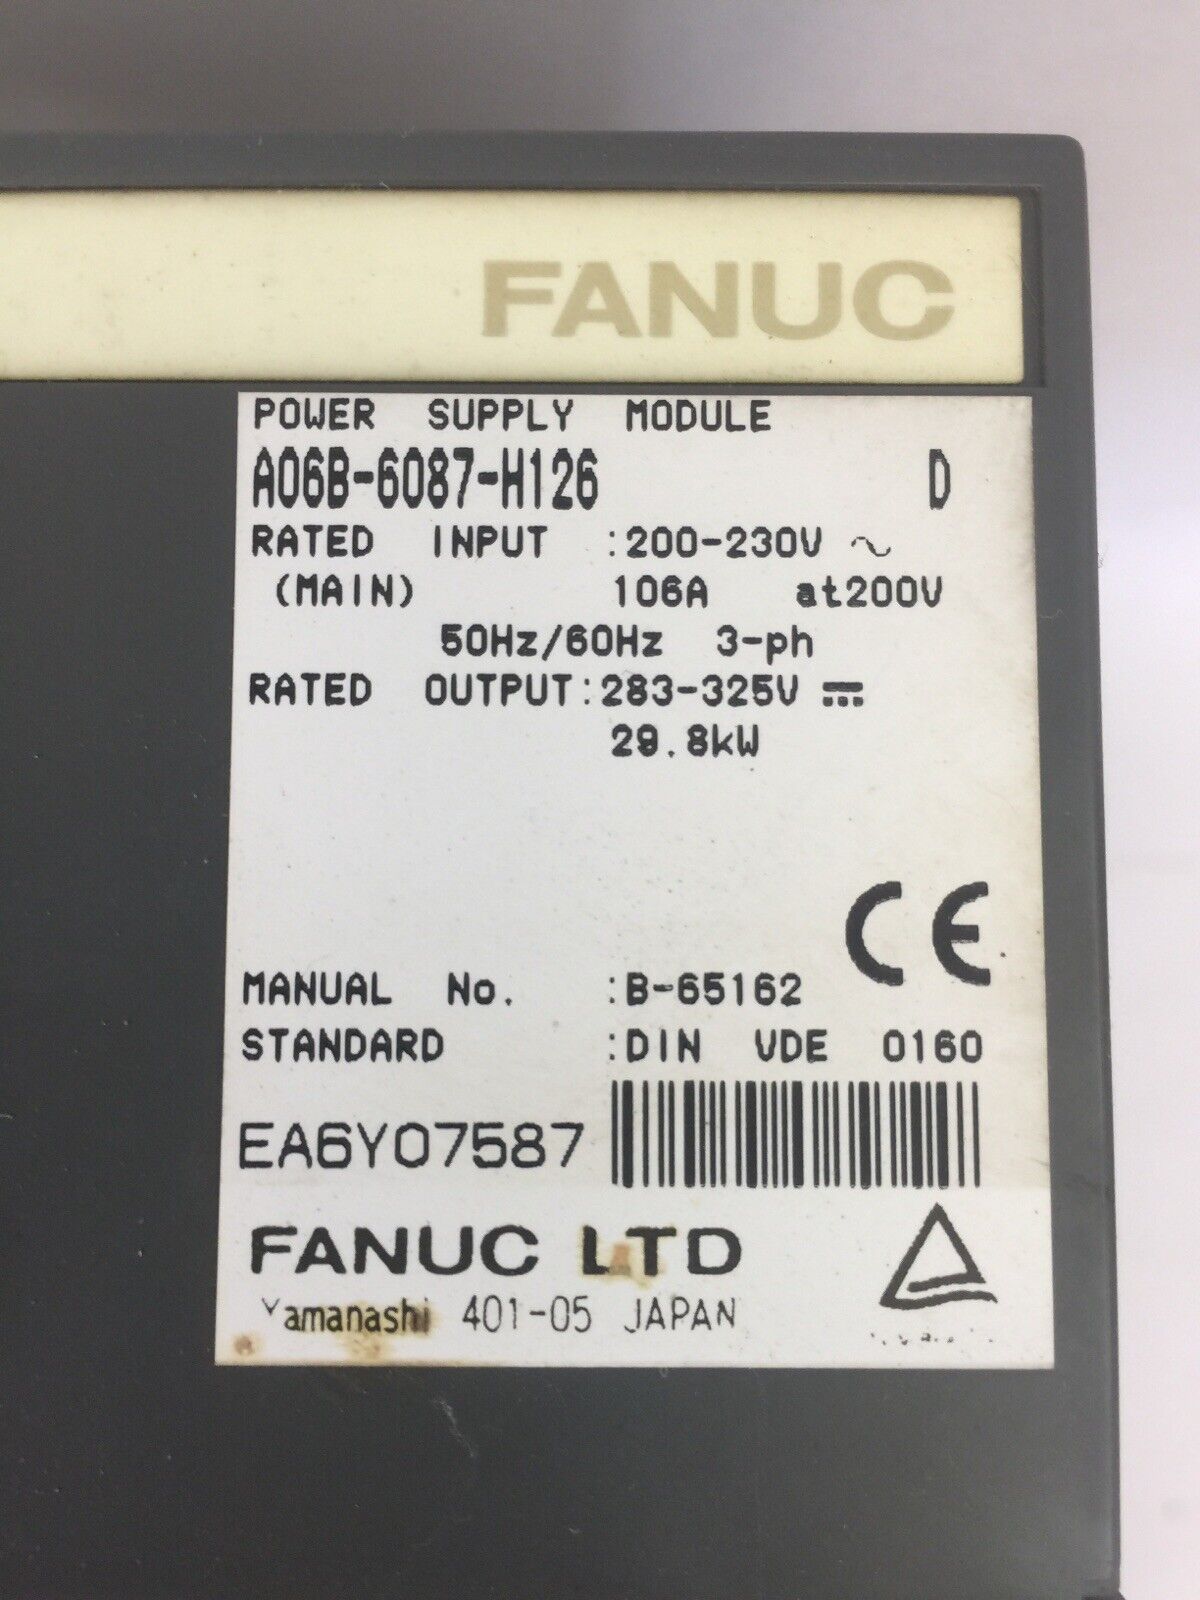 FANUC
POWER SUPPLY MODULE
A06B-6087-H126 D
RATED INPUT :200-230V ∼
(MAIN) 106A at200V
50Hz/60Hz 3-ph
RATED OUTPUT:283-325V ⎓
29.8kW
CE
MANUAL No. :B-65162
STANDARD :DIN VDE 0160
EA6Y07587
FANUC LTD
Yamanashi 401-05 JAPAN